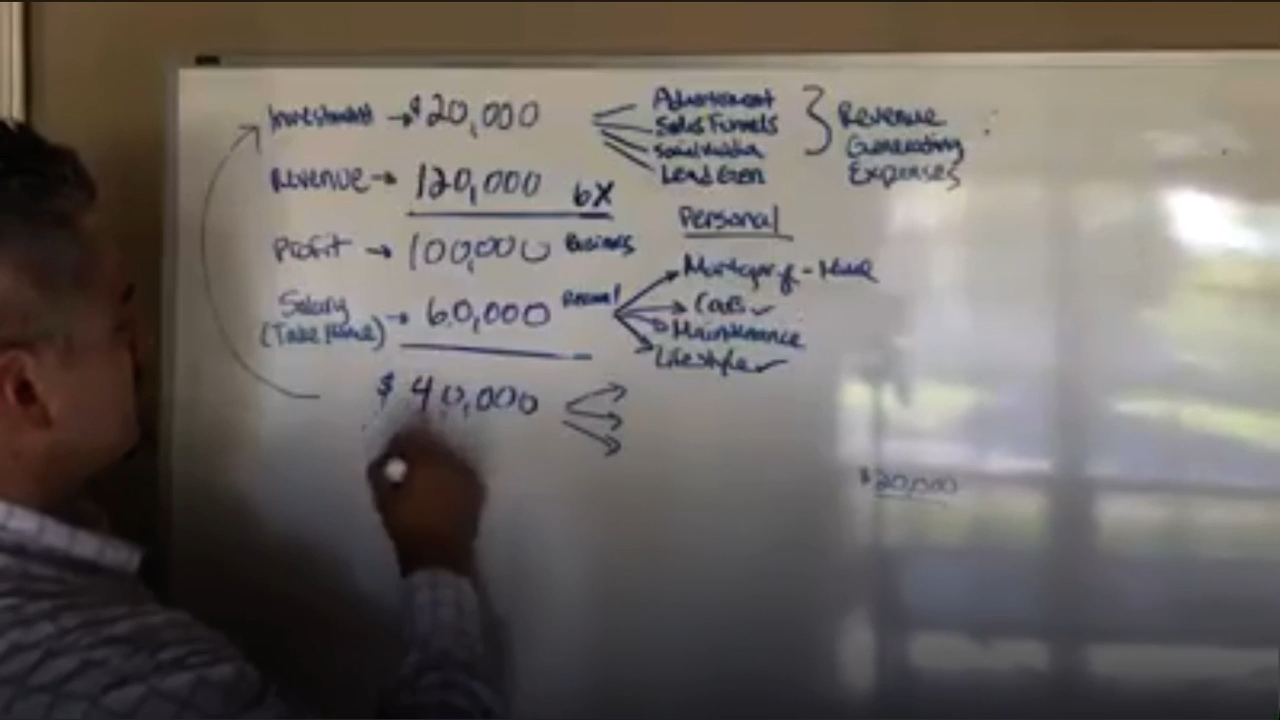 Investment → $20,000
Advertisement
Sales Funnels
Social Media
Lead Gen
Revenue
Generating
Expenses
Revenue → 120,000 6X
Profit → 100,000 Business
Salary
(Take Home) → 60,000 Personal
Personal
Mortgage - Home
Cars ✓
Maintenance
Lifestyle ✓
$ 40,000
$20,000